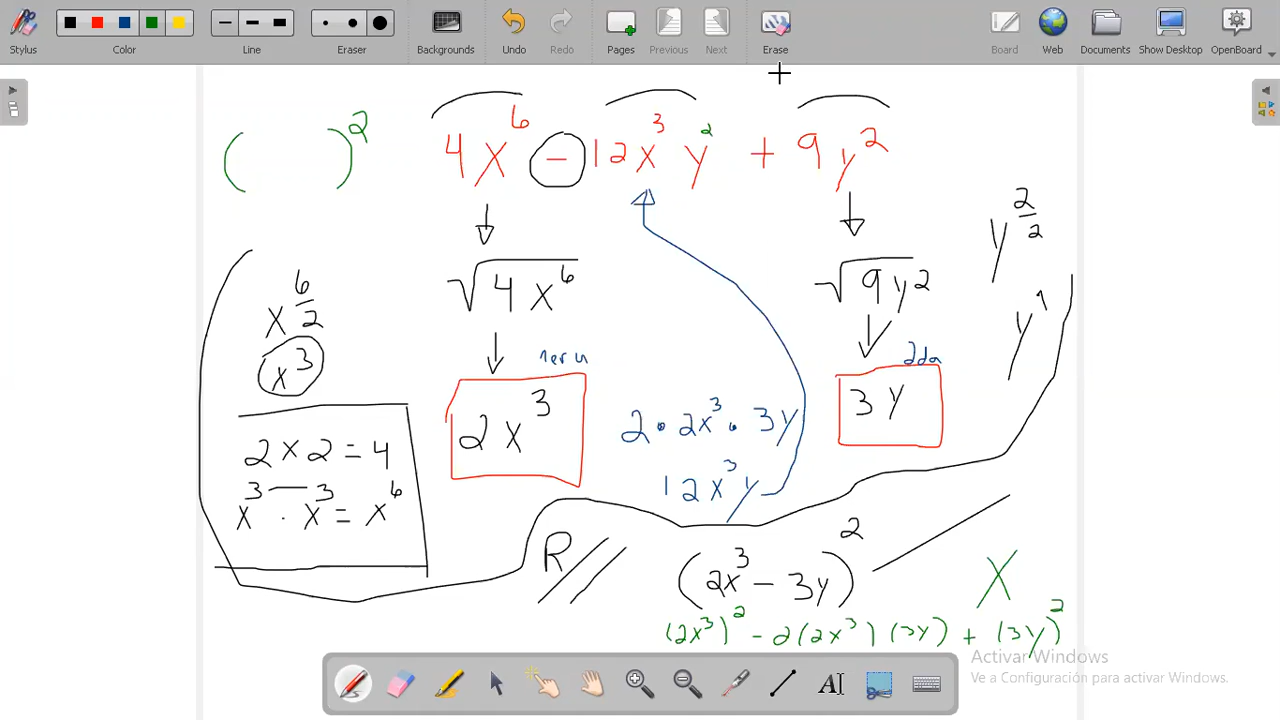 Stylus Color Line Eraser Backgrounds Undo Redo Pages Previous Next Erase Board Web Documents Show Desktop OpenBoard
( )² 4x⁶ − 12x³y² + 9y²
y^(2/2)
√4x⁶ √9y²
x^(6/2)
y¹
x³
1er 2da
2x³ 2 · 2x³ · 3y 3y
2 x 2 = 4
12x³y
x³ · x³ = x⁶
R// (2x³ − 3y)² X
(2x³)² − 2(2x³)(3y) + (3y)²
Activar Windows
Ve a Configuración para activar Windows.